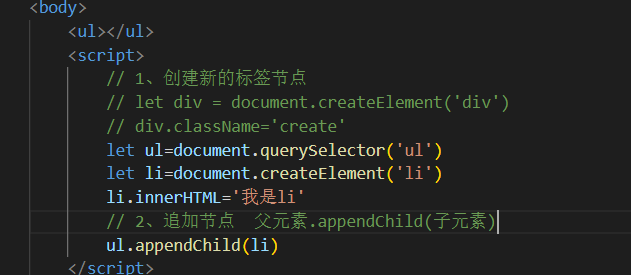 <body>
<ul></ul>
<script>
// 1、创建新的标签节点
// let div = document.createElement('div')
// div.className='create'
let ul=document.querySelector('ul')
let li=document.createElement('li')
li.innerHTML='我是li'
// 2、追加节点  父元素.appendChild(子元素)
ul.appendChild(li)
</script>